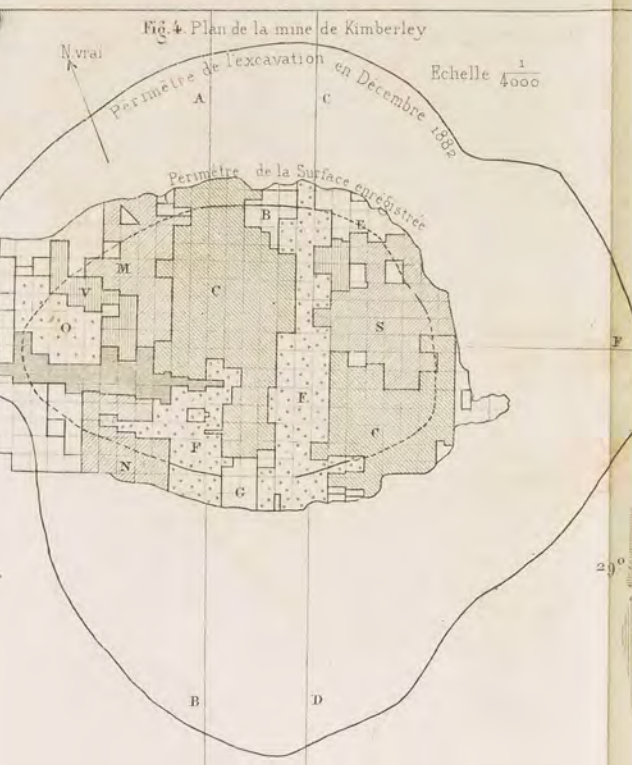 Fig. 4. Plan de la mine de Kimberley
N. vrai
Echelle 1/4000
Périmètre de l'excavation en Décembre 1882
A C
Périmètre de la Surface enregistrée
B E
M
V C
O S
F
E
C
F
N G
29°
B D